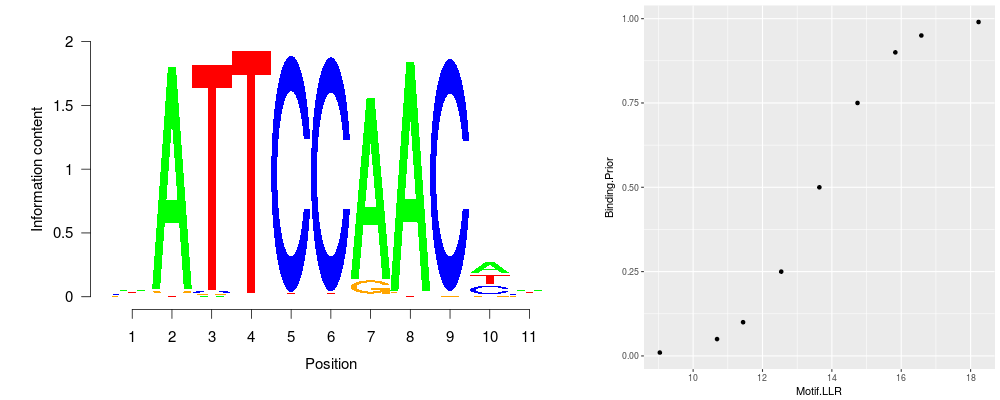 2
1.5
1
0.5
0
Information content
A T T C C A A C A
G T
C
1 2 3 4 5 6 7 8 9 10 11
Position
1.00
0.75
0.50
0.25
0.00
Binding.Prior
10 12 14 16 18
Motif.LLR